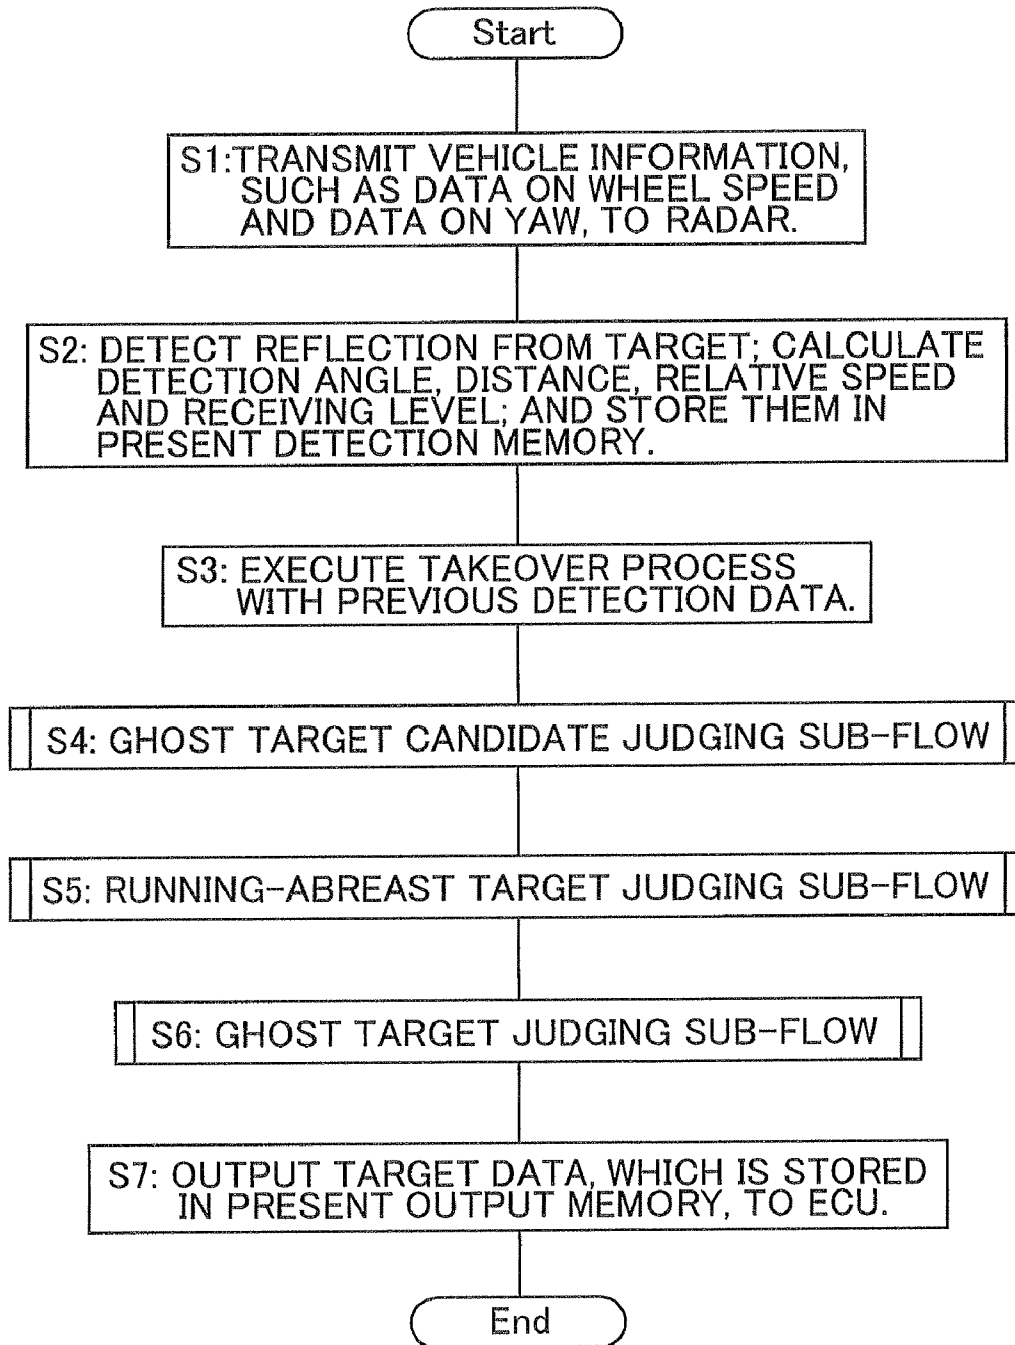 Start
S1:TRANSMIT VEHICLE INFORMATION,
SUCH AS DATA ON WHEEL SPEED
AND DATA ON YAW, TO RADAR.
S2: DETECT REFLECTION FROM TARGET; CALCULATE
DETECTION ANGLE, DISTANCE, RELATIVE SPEED
AND RECEIVING LEVEL; AND STORE THEM IN
PRESENT DETECTION MEMORY.
S3: EXECUTE TAKEOVER PROCESS
WITH PREVIOUS DETECTION DATA.
S4: GHOST TARGET CANDIDATE JUDGING SUB-FLOW
S5: RUNNING-ABREAST TARGET JUDGING SUB-FLOW
S6: GHOST TARGET JUDGING SUB-FLOW
S7: OUTPUT TARGET DATA, WHICH IS STORED
IN PRESENT OUTPUT MEMORY, TO ECU.
End